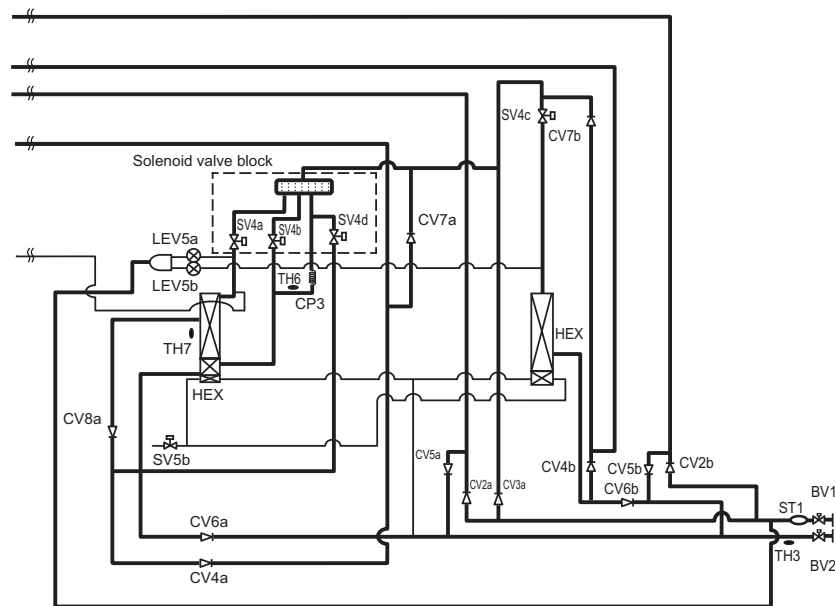 SV4c
CV7b
Solenoid valve block
SV4a
SV4b
SV4d
CV7a
LEV5a
LEV5b
TH6
CP3
TH7
HEX
HEX
CV8a
SV5b
CV5a
CV2a
CV3a
CV4b
CV5b
CV2b
CV6b
ST1
BV1
CV6a
TH3
BV2
CV4a